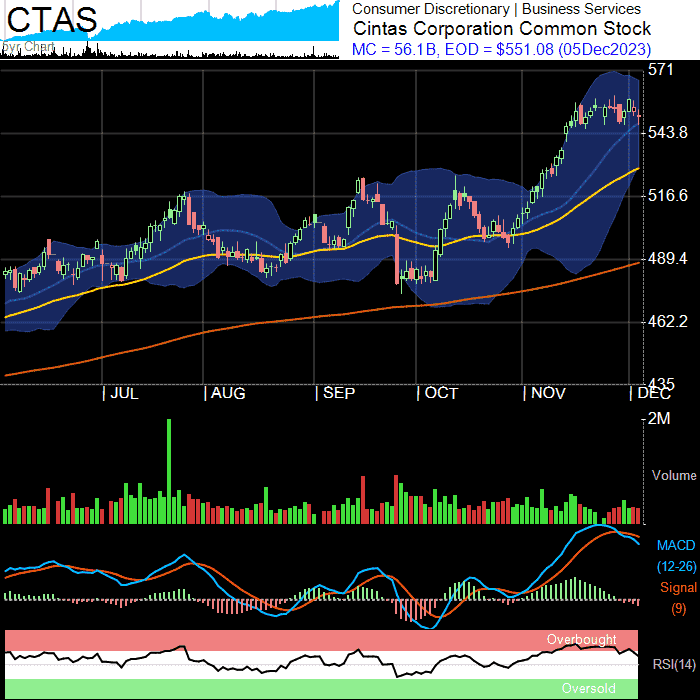 CTAS
Consumer Discretionary | Business Services
Cintas Corporation Common Stock
MC = 56.1B, EOD = $551.08 (05Dec2023)
571
543.8
516.6
489.4
462.2
435
JUL AUG SEP OCT NOV DEC
2M
Volume
MACD
(12-26)
Signal
(9)
Overbought
RSI(14)
Oversold